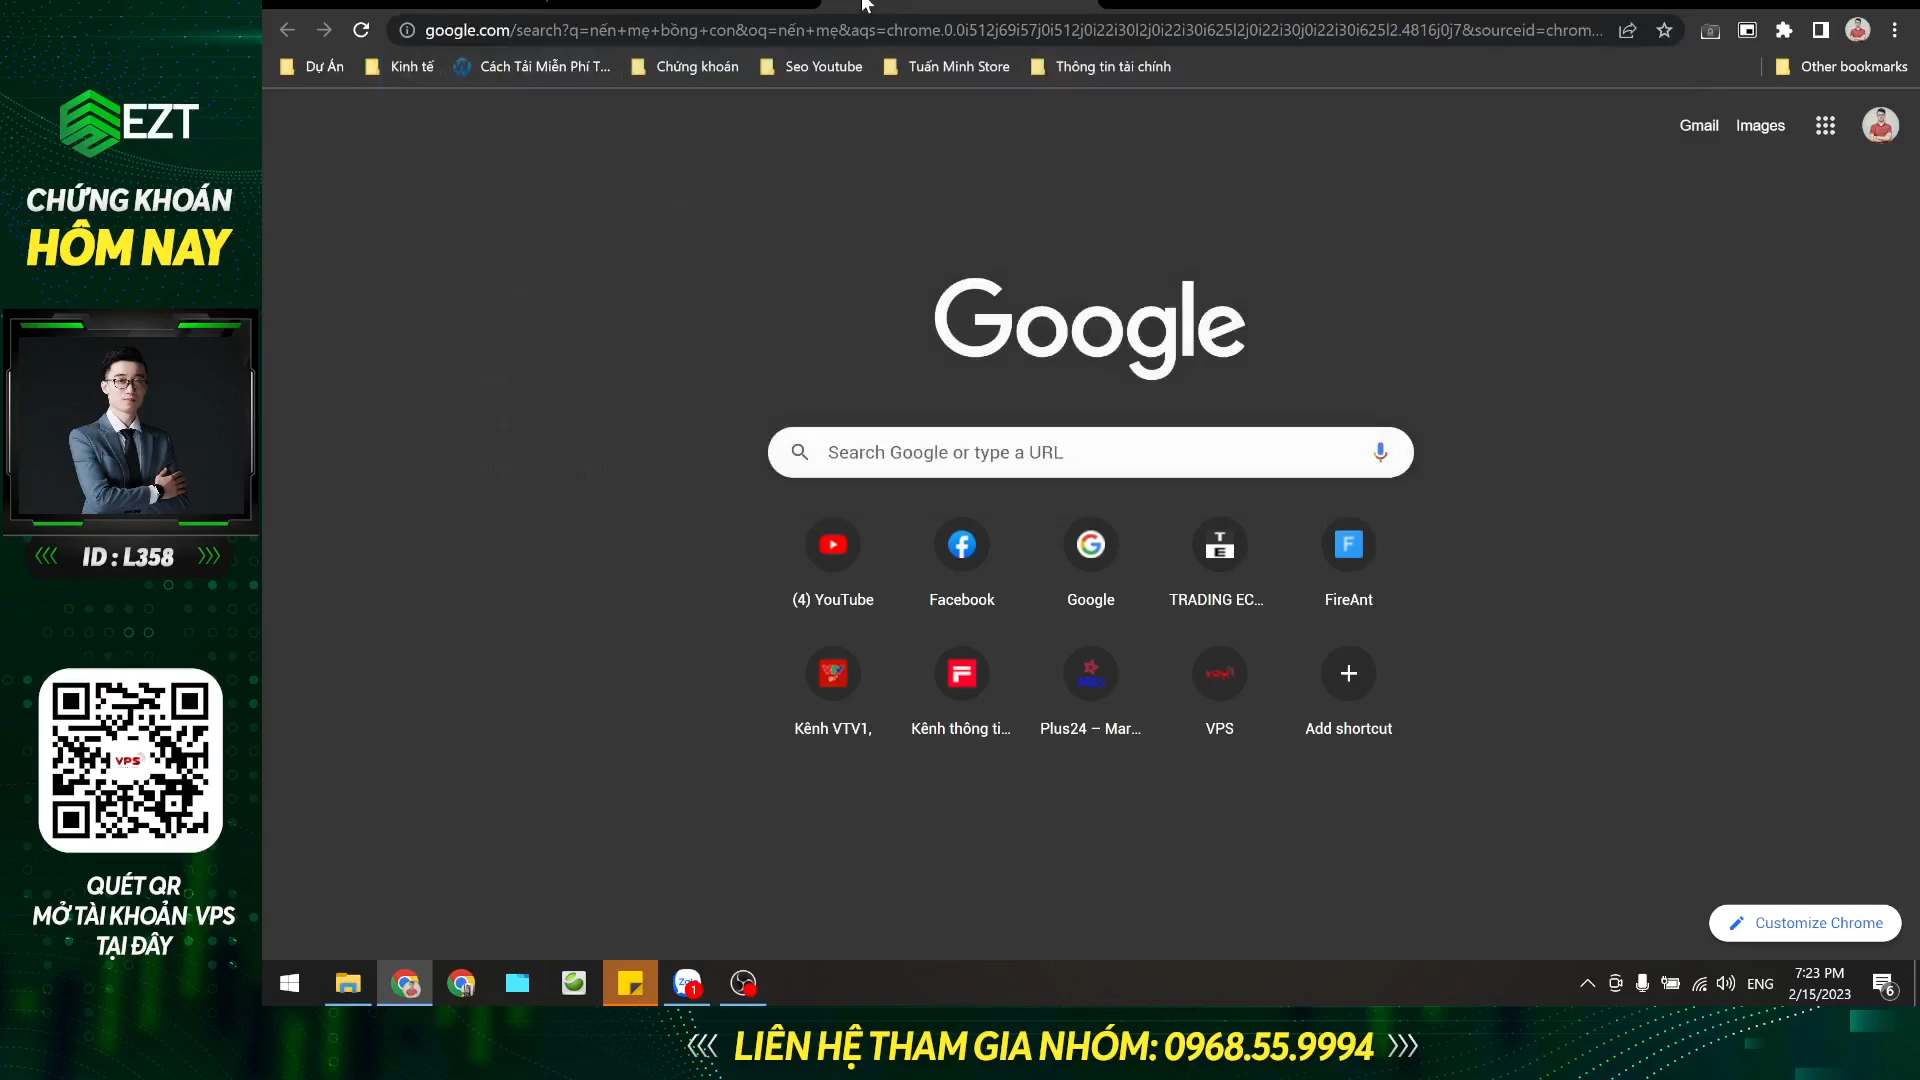 google.com/search?q=nến+mẹ+bồng+con&oq=nến+mẹ&aqs=chrome.0.0i512j69i57j0i512j0i22i30l2j0i22i30i625l2j0i22i30j0i22i30i625l2.4816j0j7&sourceid=chrom...
Dự Án
Kinh tế
Cách Tải Miễn Phí T...
Chứng khoán
Seo Youtube
Tuấn Minh Store
Thông tin tài chính
Other bookmarks
EZT
CHỨNG KHOÁN
HÔM NAY
ID : L358
VPS
QUÉT QR
MỞ TÀI KHOẢN VPS
TẠI ĐÂY
Gmail
Images
Google
Search Google or type a URL
(4) YouTube
Facebook
Google
TRADING EC...
FireAnt
Kênh VTV1,
Kênh thông ti...
Plus24 – Mar...
VPS
Add shortcut
Customize Chrome
ENG
7:23 PM
2/15/2023
6
LIÊN HỆ THAM GIA NHÓM: 0968.55.9994